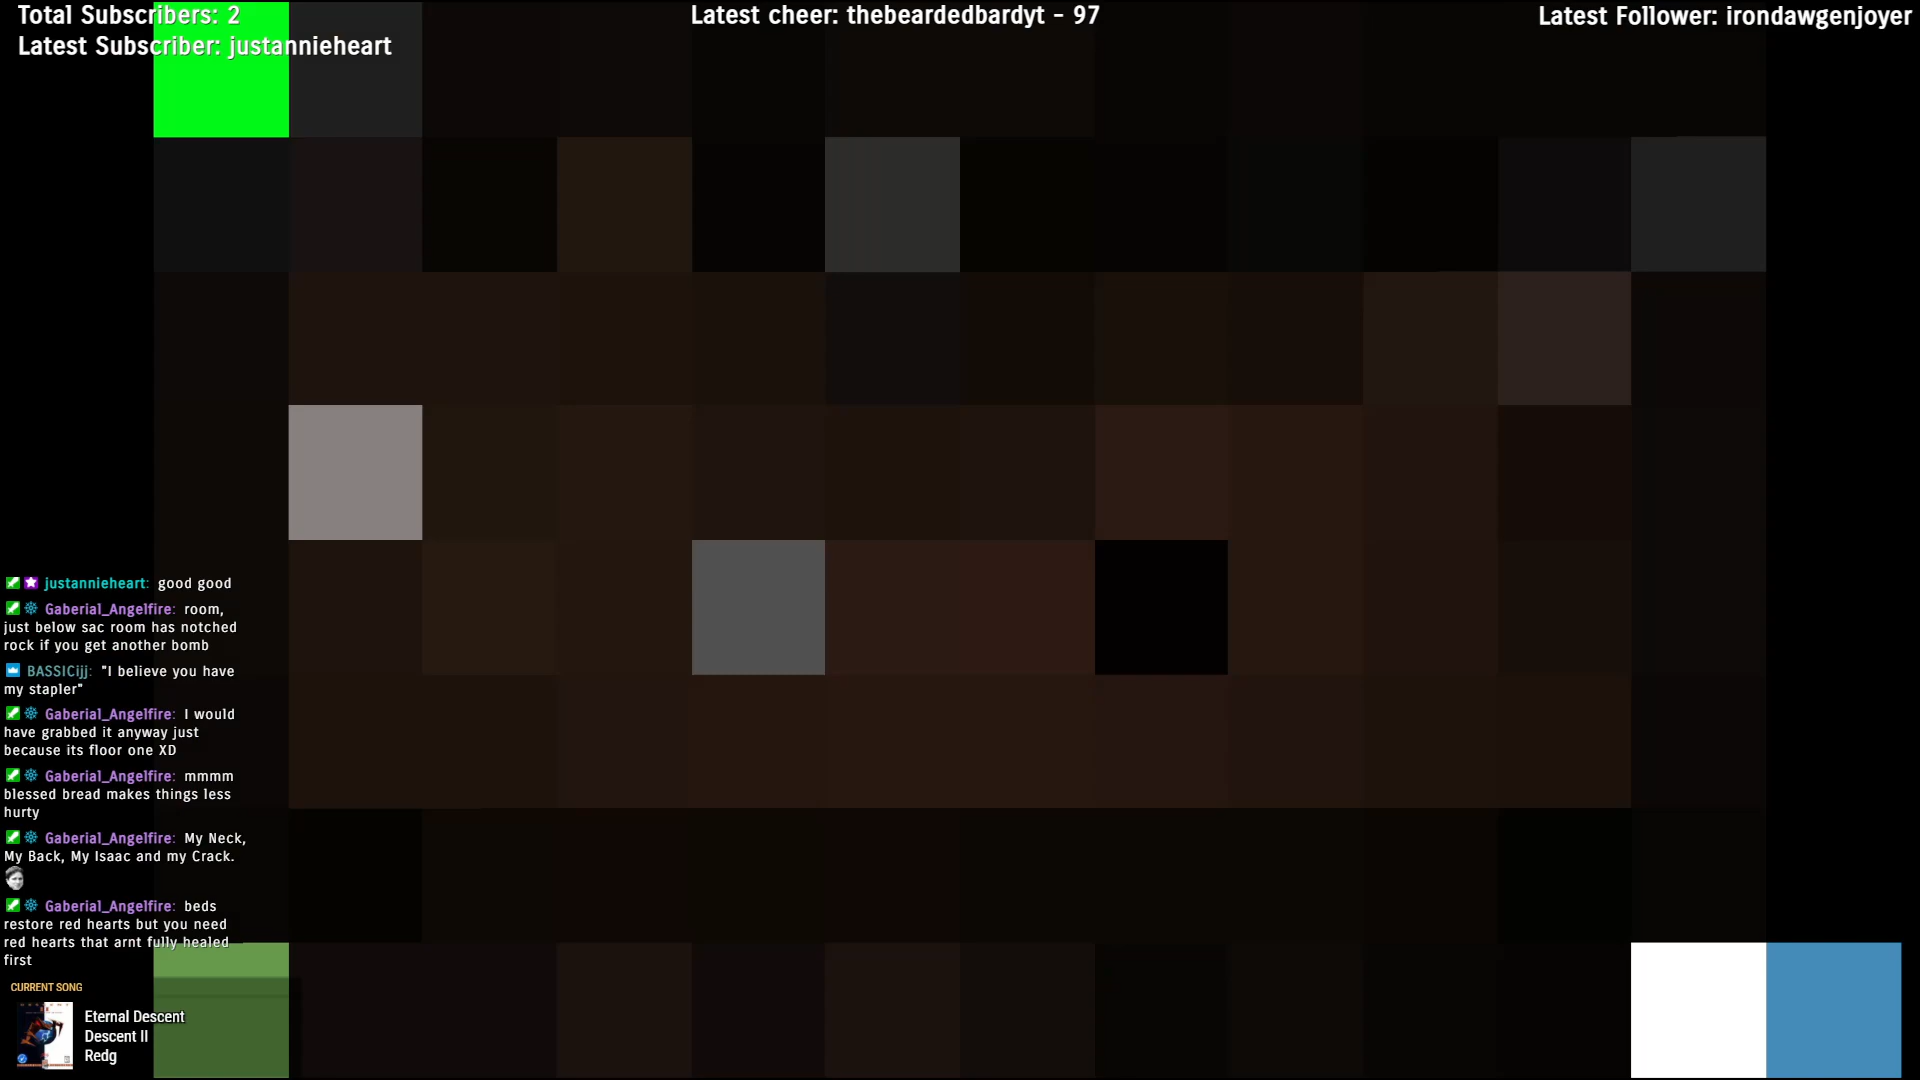 Total Subscribers: 2
Latest Subscriber: justannieheart
Latest cheer: thebeardedbardyt - 97
Latest Follower: irondawgenjoyer
justannieheart: good good
Gaberial_Angelfire: room,
just below sac room has notched
rock if you get another bomb
BASSICijj: "I believe you have
my stapler"
Gaberial_Angelfire: I would
have grabbed it anyway just
because its floor one XD
Gaberial_Angelfire: mmmm
blessed bread makes things less
hurty
Gaberial_Angelfire: My Neck,
My Back, My Isaac and my Crack.
Gaberial_Angelfire: beds
restore red hearts but you need
red hearts that arnt fully healed
first
CURRENT SONG
Eternal Descent
Descent II
Redg